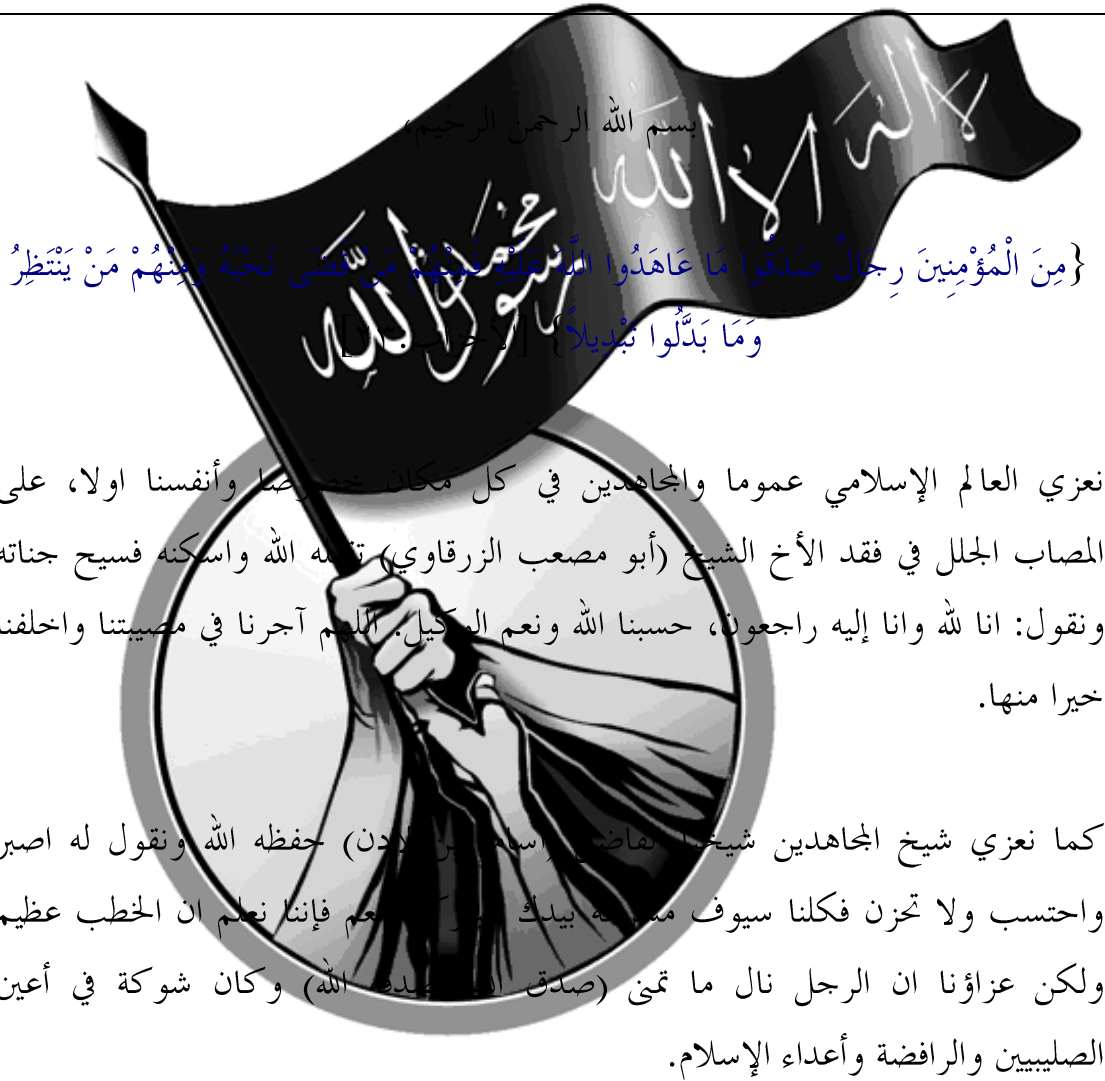 بسم الله الرحمن الرحيم،
لا اله الا الله
محمد رسول الله
{مِنَ الْمُؤْمِنِينَ رِجَالٌ صَدَقُوا مَا عَاهَدُوا اللَّهَ عَلَيْهِ فَمِنْهُمْ مَنْ قَضَى نَحْبَهُ وَمِنْهُمْ مَنْ يَنْتَظِرُ
وَمَا بَدَّلُوا تَبْدِيلاً} [الأحزاب:٢٣]
نعزي العالم الإسلامي عموما والمجاهدين في كل مكان خصوصا وأنفسنا اولا، على
المصاب الجلل في فقد الأخ الشيخ (أبو مصعب الزرقاوي) تقبله الله واسكنه فسيح جناته
ونقول: انا لله وانا إليه راجعون، حسبنا الله ونعم الوكيل. اللهم آجرنا في مصيبتنا واخلفنا
خيرا منها.
كما نعزي شيخ المجاهدين شيخنا الفاضل (اسامة بن لادن) حفظه الله ونقول له اصبر
واحتسب ولا تحزن فكلنا سيوف بيدك فإننا نعلم ان الخطب عظيم
ولكن عزاؤنا ان الرجل نال ما تمنى (صدق الله فصدقه الله) وكان شوكة في أعين
الصليبيين والرافضة وأعداء الإسلام.